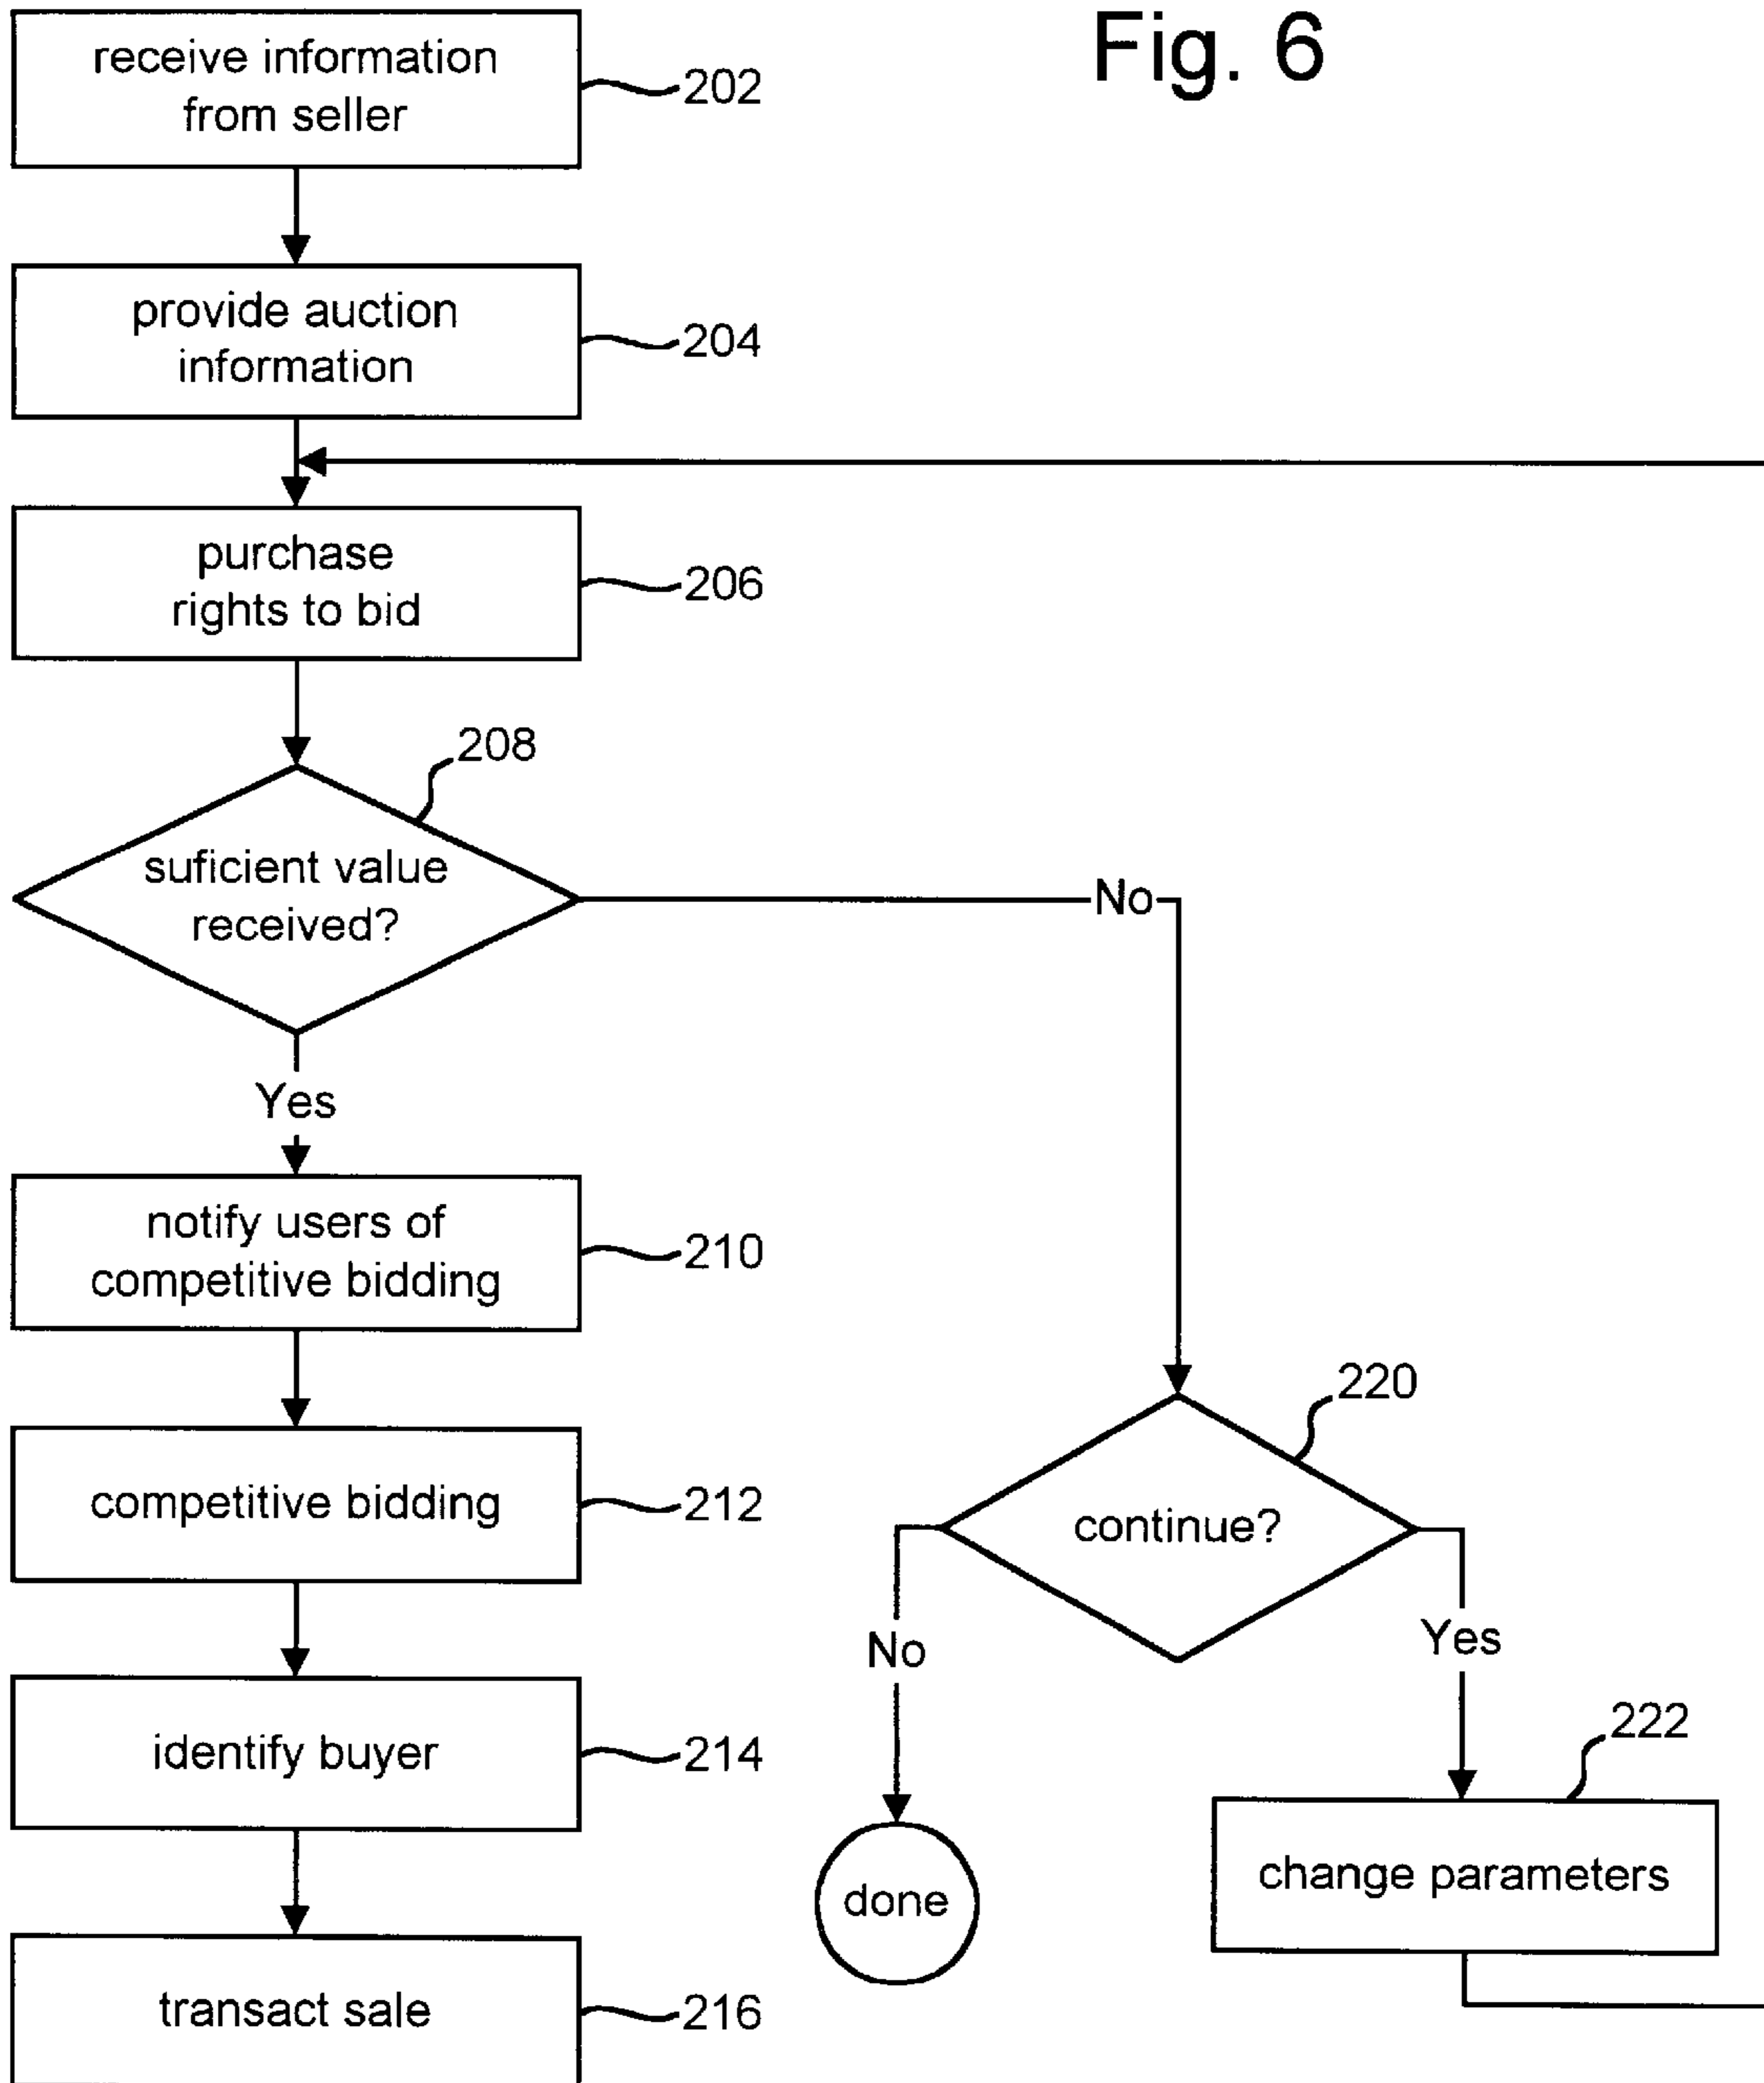 Fig. 6
receive information
from seller
202
provide auction
information
204
purchase
rights to bid
206
208
suficient value
received?
No
Yes
notify users of
competitive bidding
210
competitive bidding
212
220
continue?
No
Yes
identify buyer
214
222
change parameters
done
transact sale
216